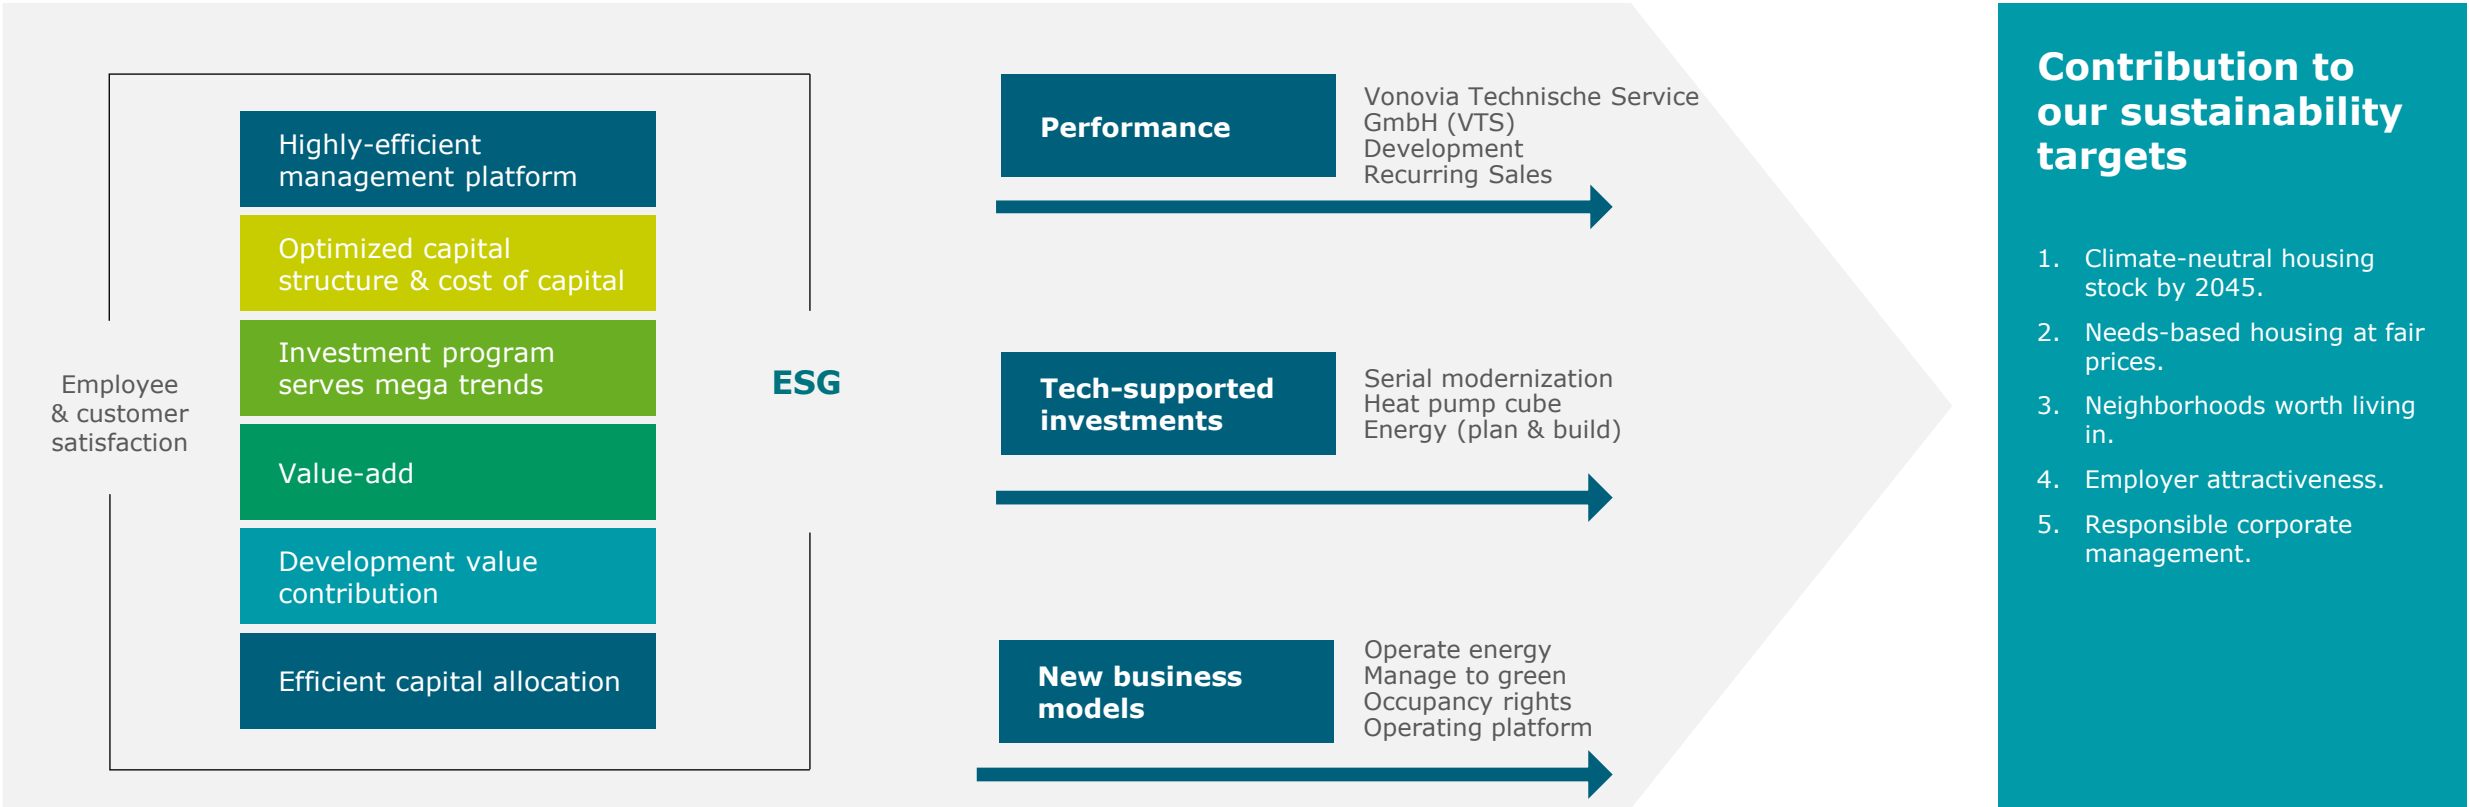 Employee
& customer
satisfaction
Highly-efficient
management platform
Optimized capital
structure & cost of capital
Investment program
serves mega trends
Value-add
Development value
contribution
Efficient capital allocation
ESG
Performance
Vonovia Technische Service
GmbH (VTS)
Development
Recurring Sales
Tech-supported
investments
Serial modernization
Heat pump cube
Energy (plan & build)
New business
models
Operate energy
Manage to green
Occupancy rights
Operating platform
Contribution to
our sustainability
targets
1. Climate-neutral housing
stock by 2045.
2. Needs-based housing at fair
prices.
3. Neighborhoods worth living
in.
4. Employer attractiveness.
5. Responsible corporate
management.